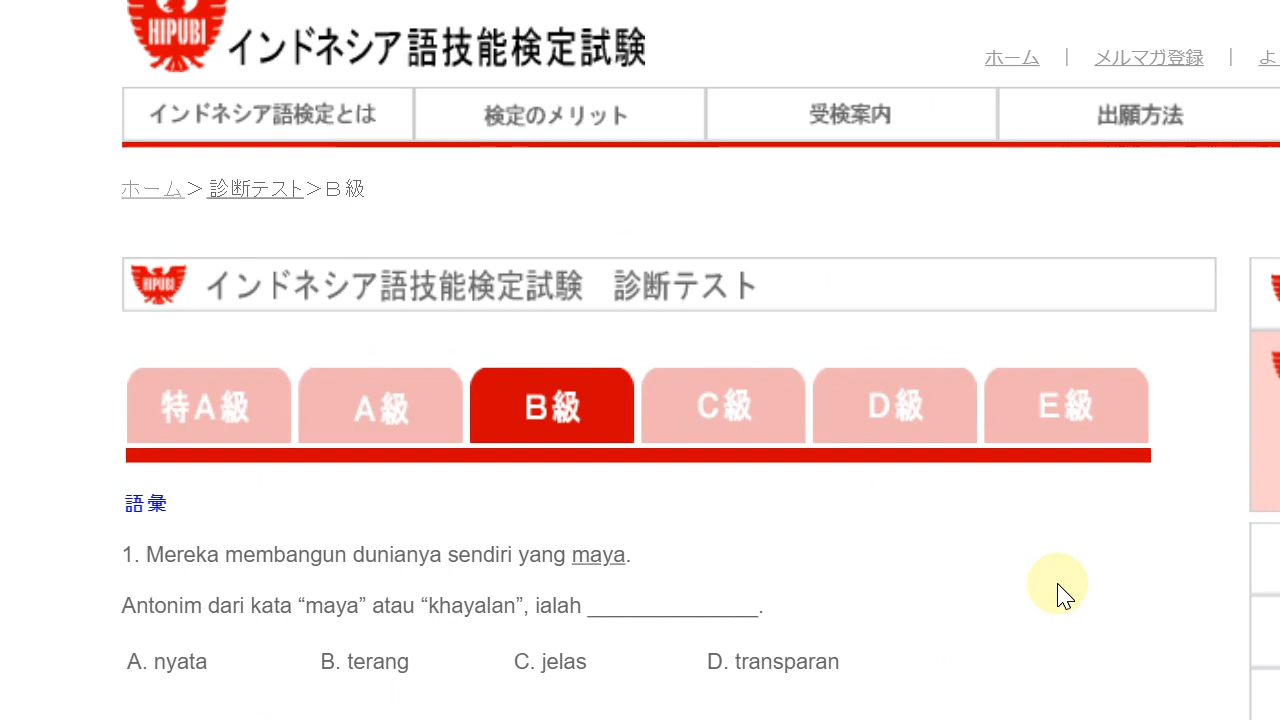 HIPUBI インドネシア語技能検定試験
ホーム | メルマガ登録 | よ
インドネシア語検定とは 検定のメリット 受検案内 出願方法
ホーム＞診断テスト＞Ｂ級
HIPUBI インドネシア語技能検定試験 診断テスト
特A級 A級 B級 C級 D級 E級
語彙
1. Mereka membangun dunianya sendiri yang maya.
Antonim dari kata “maya” atau “khayalan”, ialah ______________.
A. nyata B. terang C. jelas D. transparan